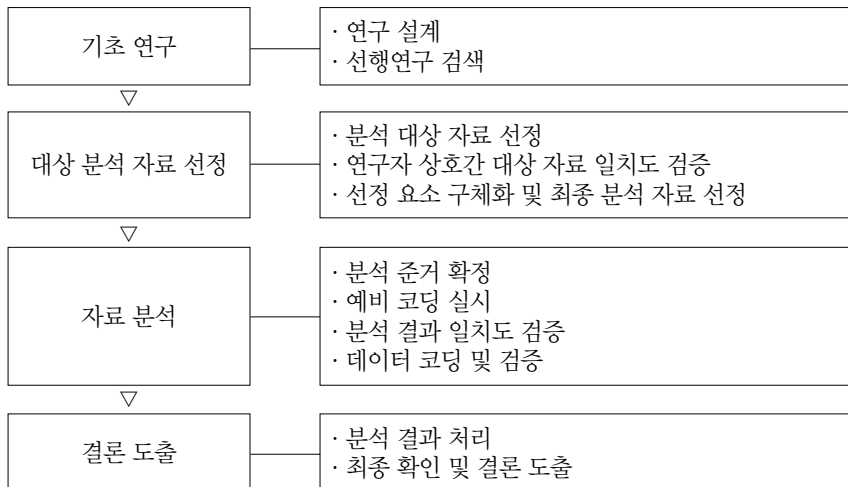 기초 연구
· 연구 설계
· 선행연구 검색
▽
대상 분석 자료 선정
· 분석 대상 자료 선정
· 연구자 상호간 대상 자료 일치도 검증
· 선정 요소 구체화 및 최종 분석 자료 선정
▽
자료 분석
· 분석 준거 확정
· 예비 코딩 실시
· 분석 결과 일치도 검증
· 데이터 코딩 및 검증
▽
결론 도출
· 분석 결과 처리
· 최종 확인 및 결론 도출